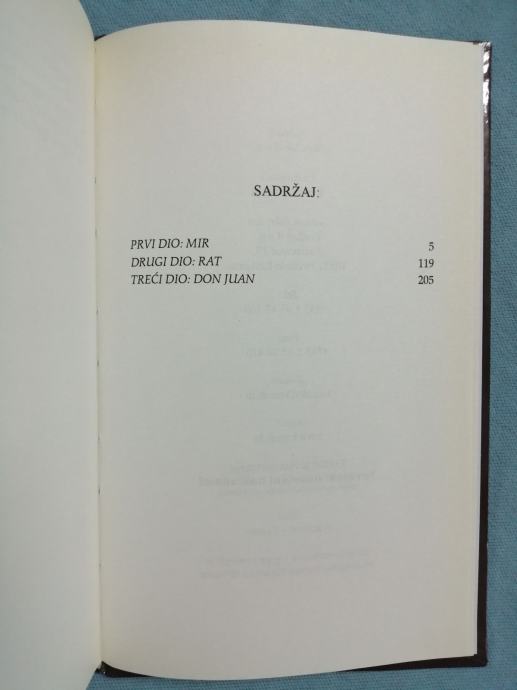 SADRŽAJ:
PRVI DIO: MIR 5
DRUGI DIO: RAT 119
TREĆI DIO: DON JUAN 205